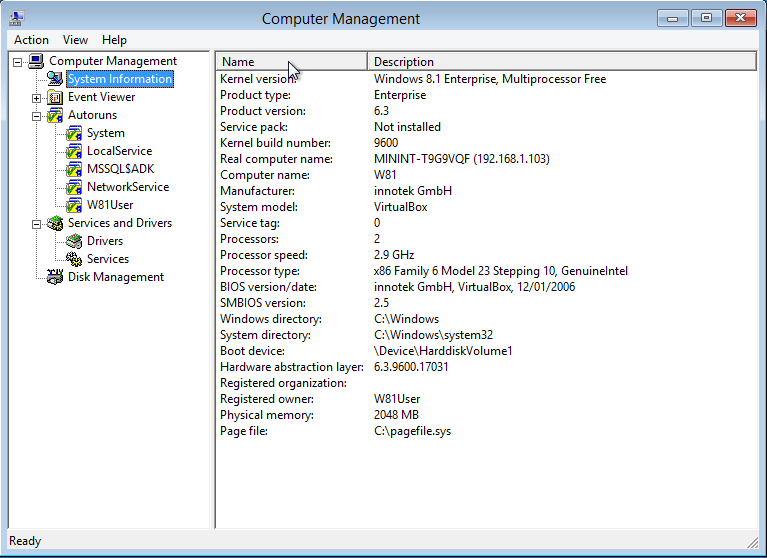 Computer Management
Action View Help
Computer Management
System Information
Event Viewer
Autoruns
System
LocalService
MSSQL$ADK
NetworkService
W81User
Services and Drivers
Drivers
Services
Disk Management
Name Description
Kernel version: Windows 8.1 Enterprise, Multiprocessor Free
Product type: Enterprise
Product version: 6.3
Service pack: Not installed
Kernel build number: 9600
Real computer name: MININT-T9G9VQF (192.168.1.103)
Computer name: W81
Manufacturer: innotek GmbH
System model: VirtualBox
Service tag: 0
Processors: 2
Processor speed: 2.9 GHz
Processor type: x86 Family 6 Model 23 Stepping 10, GenuineIntel
BIOS version/date: innotek GmbH, VirtualBox, 12/01/2006
SMBIOS version: 2.5
Windows directory: C:\Windows
System directory: C:\Windows\system32
Boot device: \Device\HarddiskVolume1
Hardware abstraction layer: 6.3.9600.17031
Registered organization:
Registered owner: W81User
Physical memory: 2048 MB
Page file: C:\pagefile.sys
Ready